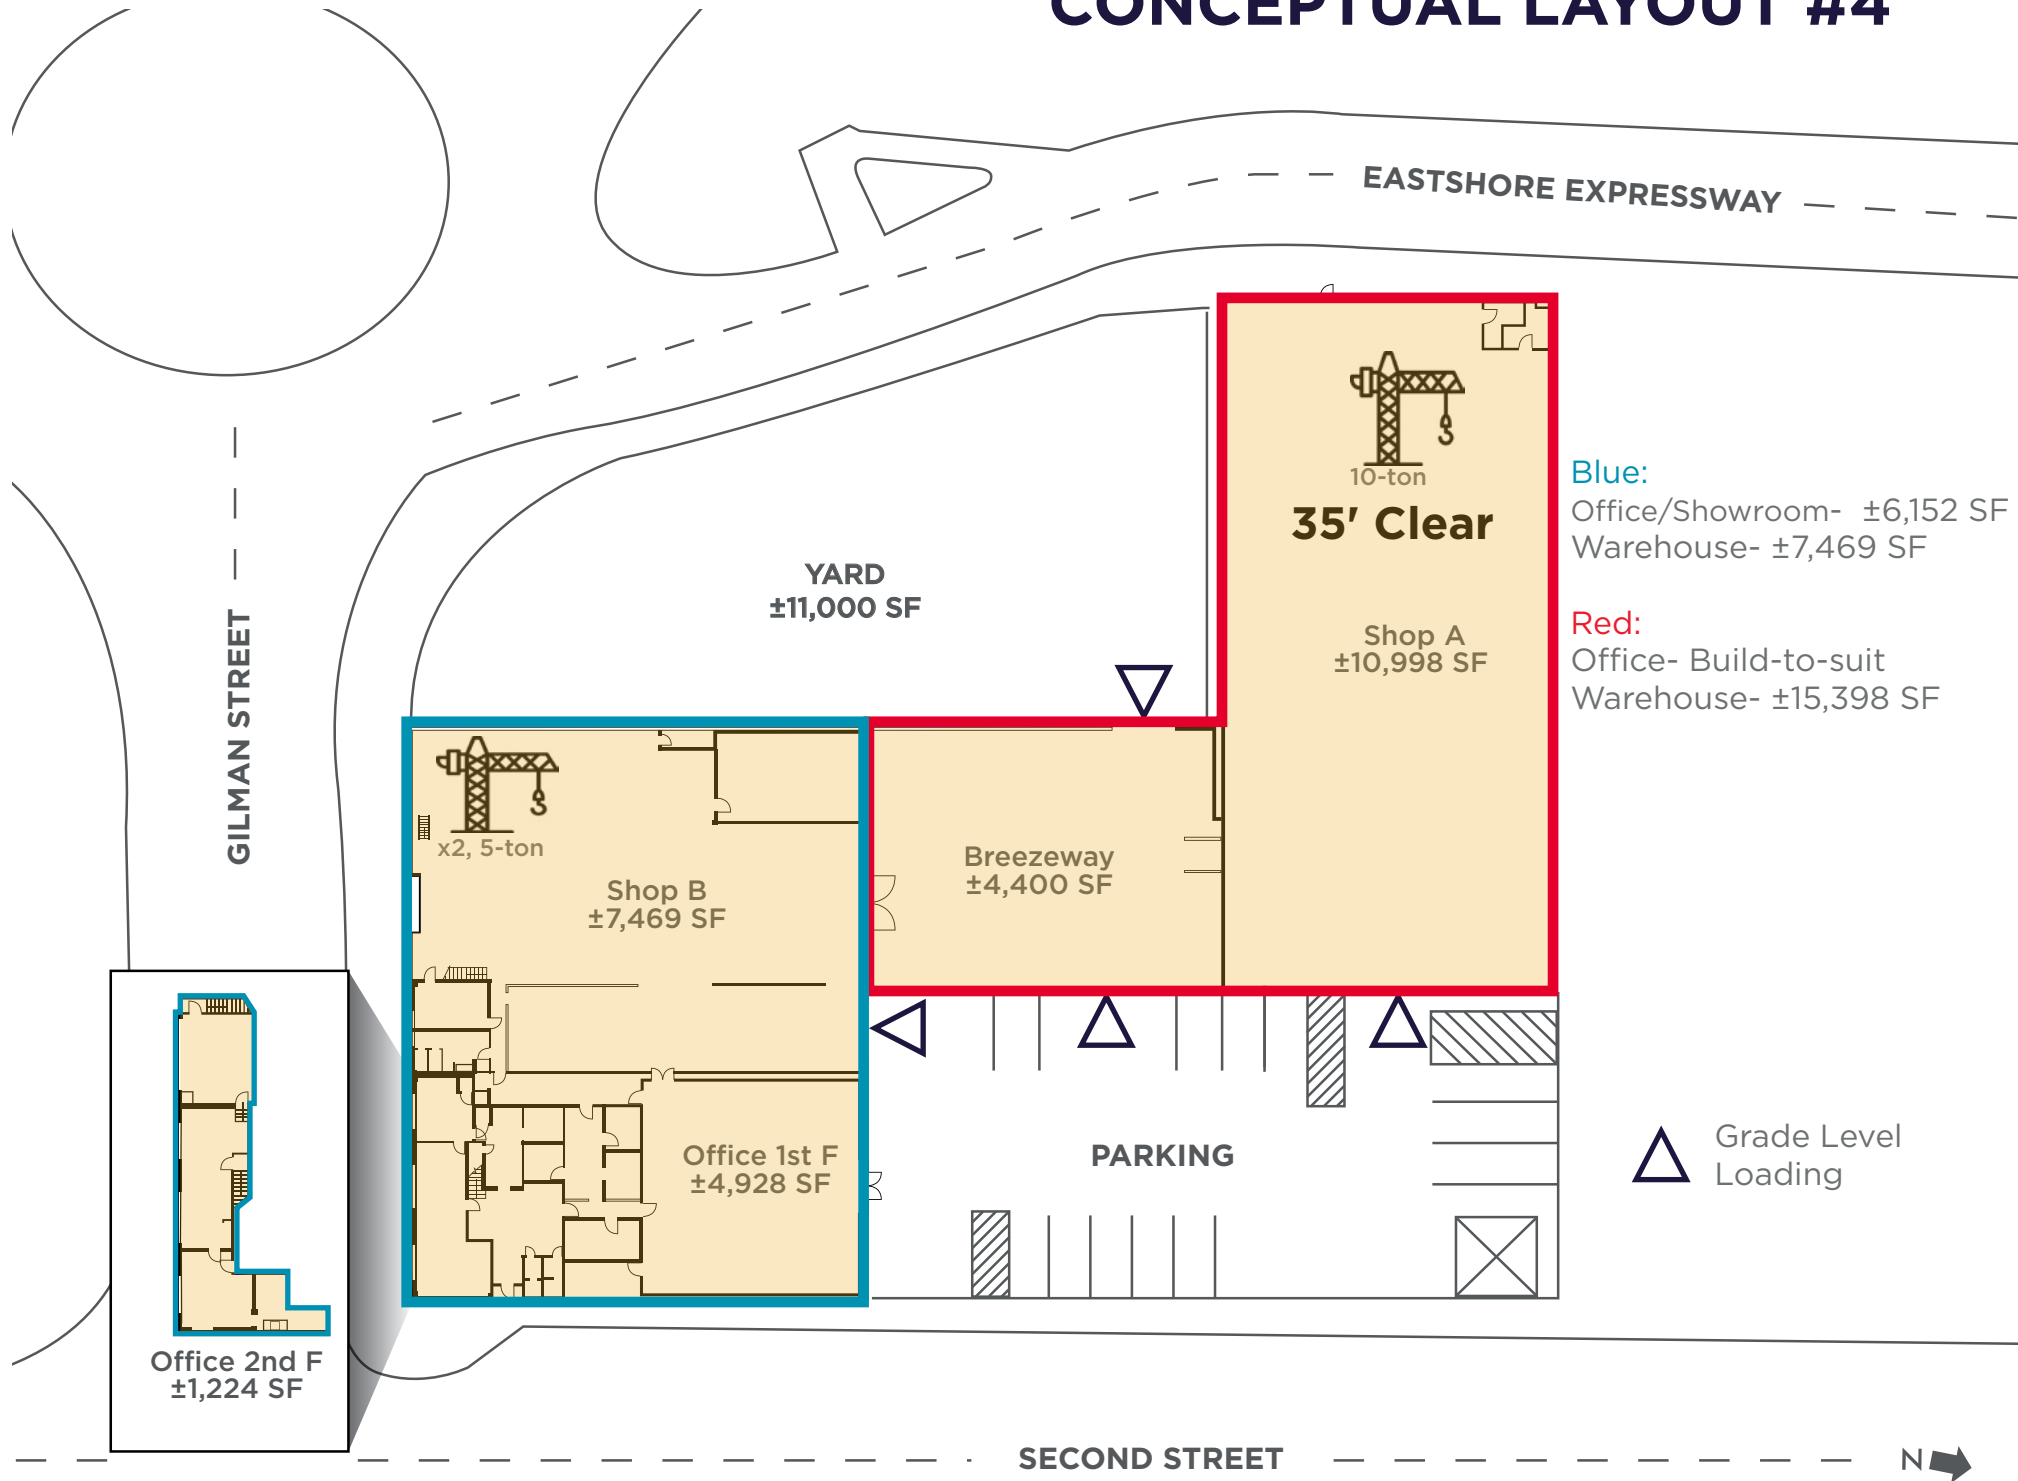 CONCEPTUAL LAYOUT #4
EASTSHORE EXPRESSWAY
10-ton
35' Clear
Shop A
±10,998 SF
Blue:
Office/Showroom- ±6,152 SF
Warehouse- ±7,469 SF
Red:
Office- Build-to-suit
Warehouse- ±15,398 SF
YARD
±11,000 SF
GILMAN STREET
x2, 5-ton
Shop B
±7,469 SF
Breezeway
±4,400 SF
Office 1st F
±4,928 SF
PARKING
Grade Level
Loading
Office 2nd F
±1,224 SF
SECOND STREET
N